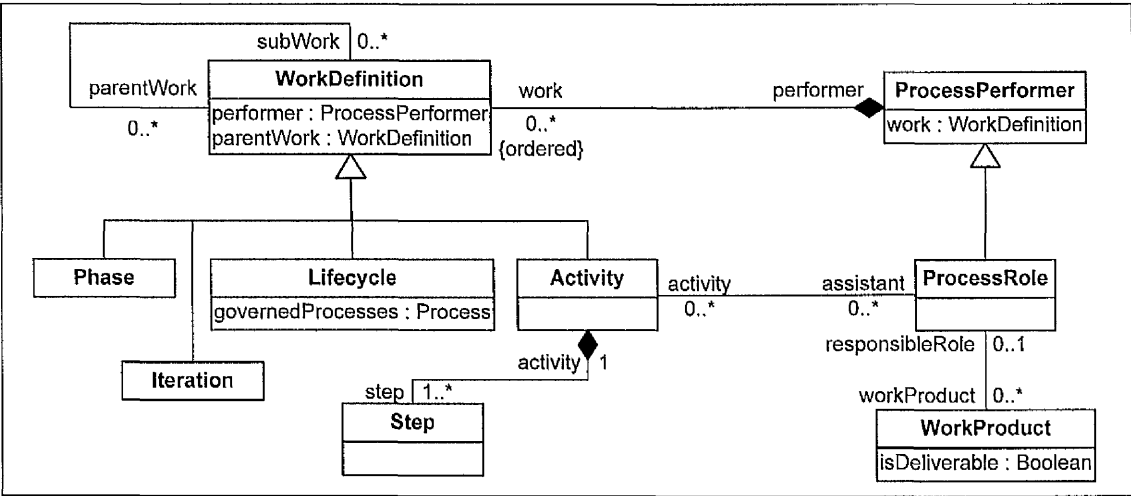 subWork 0..*
parentWork
0..*
WorkDefinition
performer : ProcessPerformer
parentWork : WorkDefinition
work
0..*
{ordered}
performer
ProcessPerformer
work : WorkDefinition
Phase
Iteration
Lifecycle
governedProcesses : Process
Activity
activity
0..*
assistant
0..*
ProcessRole
activity 1
step 1..*
Step
responsibleRole 0..1
workProduct 0..*
WorkProduct
isDeliverable : Boolean